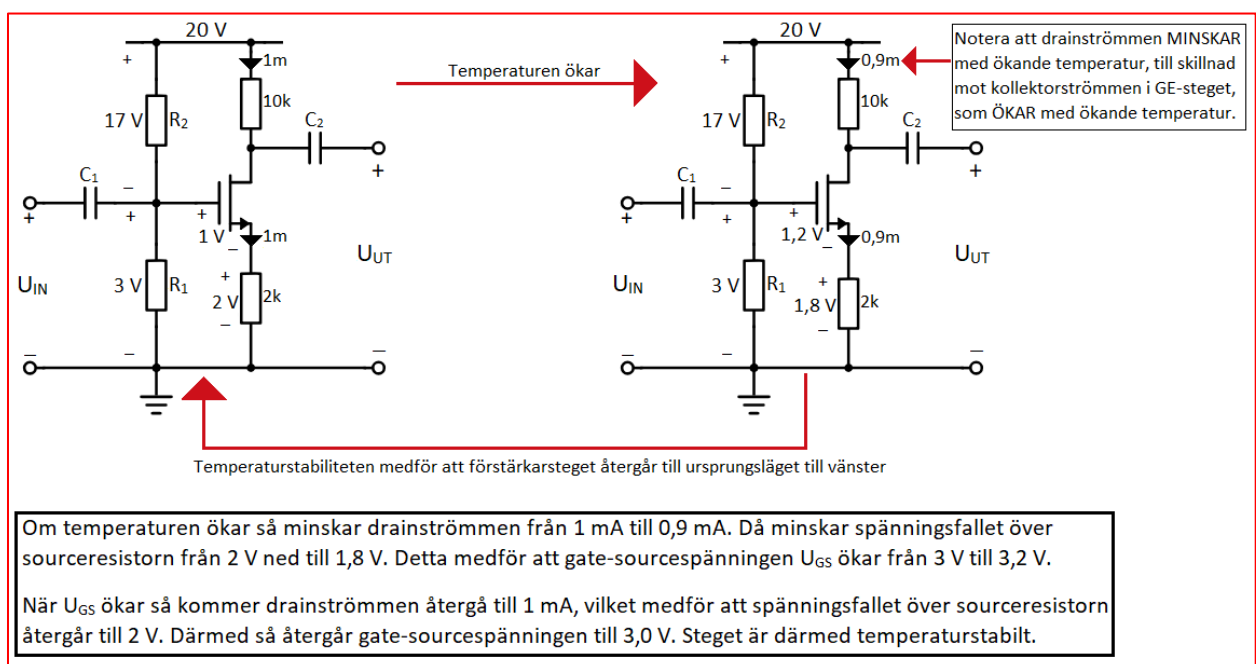 20 V
+
1m
10k
17 V
R₂
C₂
C₁
+
–
+
+
+
1 V
–
1m
U_UT
U_IN
3 V
R₁
+
2 V
–
2k
–
–
–
Temperaturen ökar
20 V
+
0,9m
10k
17 V
R₂
C₂
C₁
+
–
+
+
+
1,2 V
–
0,9m
U_UT
U_IN
3 V
R₁
+
1,8 V
–
2k
–
–
–
Notera att drainströmmen MINSKAR
med ökande temperatur, till skillnad
mot kollektorströmmen i GE-steget,
som ÖKAR med ökande temperatur.
Temperaturstabiliteten medför att förstärkarsteget återgår till ursprungsläget till vänster
Om temperaturen ökar så minskar drainströmmen från 1 mA till 0,9 mA. Då minskar spänningsfallet över
sourceresistorn från 2 V ned till 1,8 V. Detta medför att gate-sourcespänningen U_GS ökar från 3 V till 3,2 V.
När U_GS ökar så kommer drainströmmen återgå till 1 mA, vilket medför att spänningsfallet över sourceresistorn
återgår till 2 V. Därmed så återgår gate-sourcespänningen till 3,0 V. Steget är därmed temperaturstabilt.